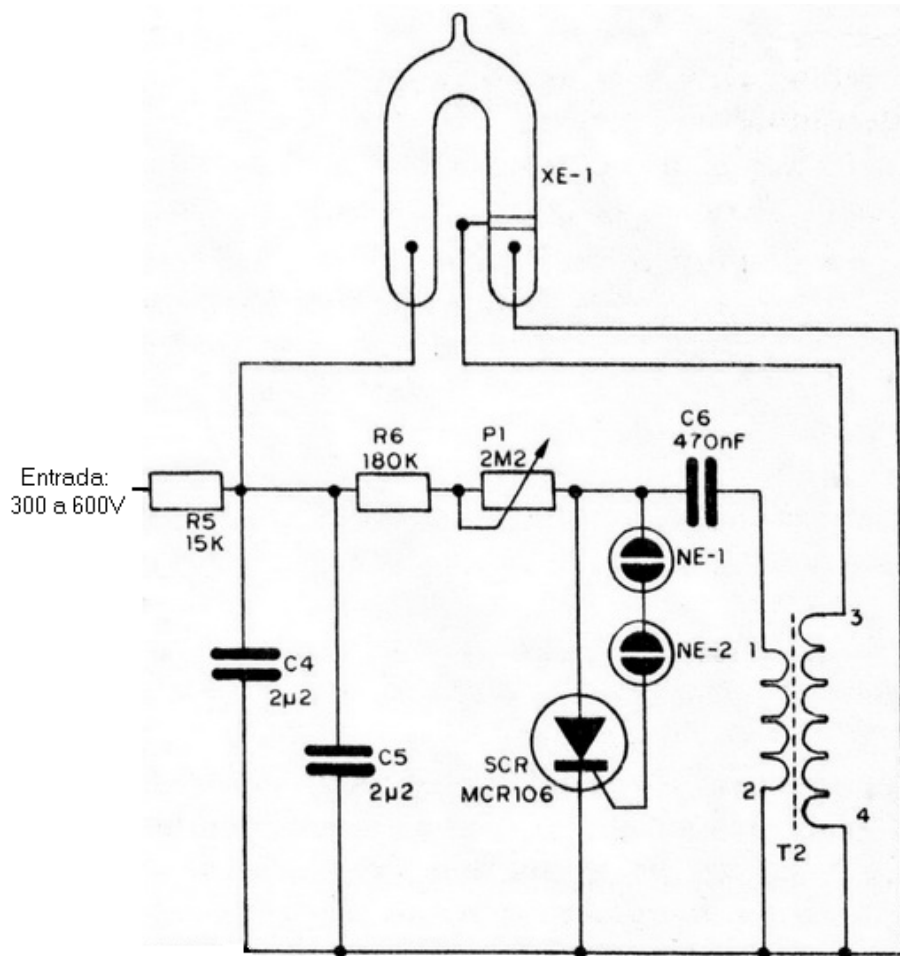 XE-1
C6
470nF
R6
180K
P1
2M2
Entrada:
300 a 600V
R5
15K
NE-1
NE-2
1
3
C4
2µ2
SCR
MCR106
C5
2µ2
2
4
T2